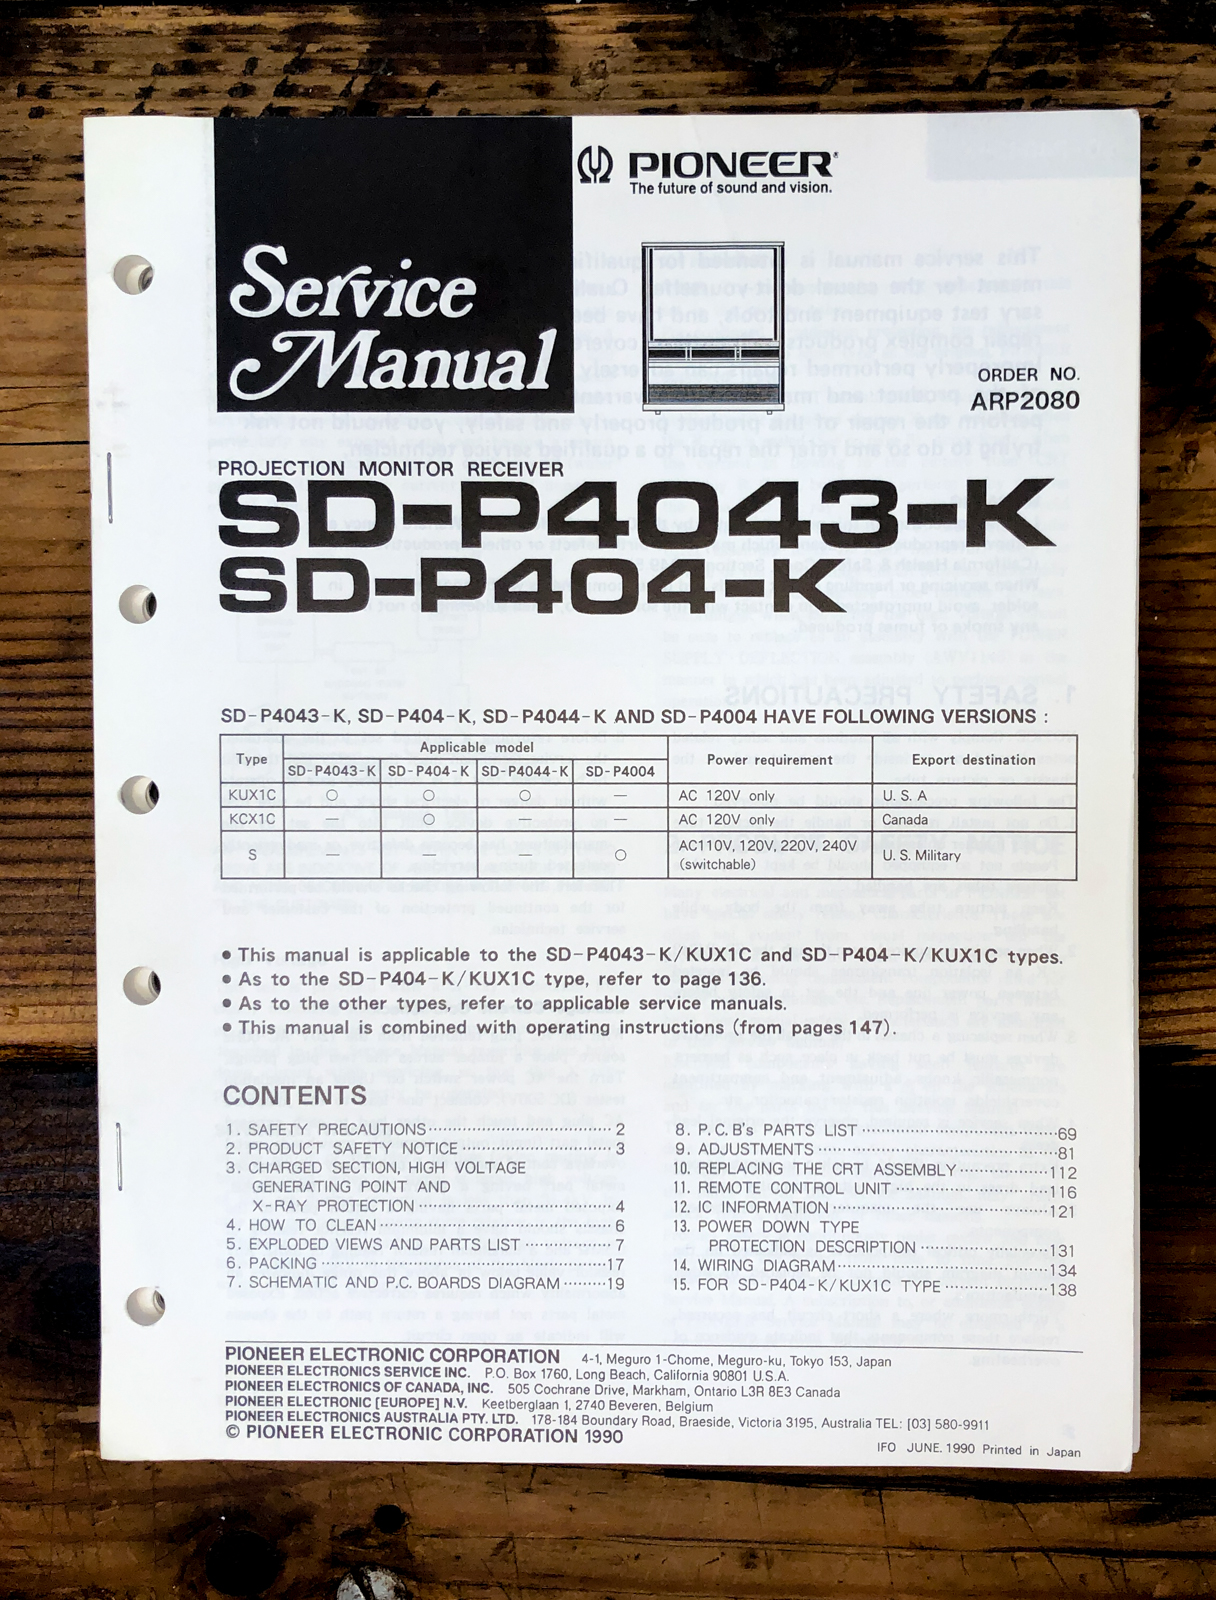 Service
Manual
PIONEER®
The future of sound and vision.
ORDER NO.
ARP2080
PROJECTION MONITOR RECEIVER
SD-P4043-K
SD-P404-K
SD-P4043-K, SD-P404-K, SD-P4044-K AND SD-P4004 HAVE FOLLOWING VERSIONS :
Type Applicable model Power requirement Export destination
SD-P4043-K SD-P404-K SD-P4044-K SD-P4004
KUX1C ○ ○ ○ — AC 120V only U. S. A
KCX1C — ○ — — AC 120V only Canada
S — — — ○ AC110V, 120V, 220V, 240V (switchable) U. S. Military
● This manual is applicable to the SD-P4043-K/KUX1C and SD-P404-K/KUX1C types.
● As to the SD-P404-K/KUX1C type, refer to page 136.
● As to the other types, refer to applicable service manuals.
● This manual is combined with operating instructions (from pages 147).
CONTENTS
1. SAFETY PRECAUTIONS 2
2. PRODUCT SAFETY NOTICE 3
3. CHARGED SECTION, HIGH VOLTAGE
GENERATING POINT AND
X-RAY PROTECTION 4
4. HOW TO CLEAN 6
5. EXPLODED VIEWS AND PARTS LIST 7
6. PACKING 17
7. SCHEMATIC AND P.C. BOARDS DIAGRAM 19
8. P.C.B's PARTS LIST 69
9. ADJUSTMENTS 81
10. REPLACING THE CRT ASSEMBLY 112
11. REMOTE CONTROL UNIT 116
12. IC INFORMATION 121
13. POWER DOWN TYPE
PROTECTION DESCRIPTION 131
14. WIRING DIAGRAM 134
15. FOR SD-P404-K/KUX1C TYPE 138
PIONEER ELECTRONIC CORPORATION 4-1, Meguro 1-Chome, Meguro-ku, Tokyo 153, Japan
PIONEER ELECTRONICS SERVICE INC. P.O. Box 1760, Long Beach, California 90801 U.S.A.
PIONEER ELECTRONICS OF CANADA, INC. 505 Cochrane Drive, Markham, Ontario L3R 8E3 Canada
PIONEER ELECTRONIC [EUROPE] N.V. Keetberglaan 1, 2740 Beveren, Belgium
PIONEER ELECTRONICS AUSTRALIA PTY. LTD. 178-184 Boundary Road, Braeside, Victoria 3195, Australia TEL: [03] 580-9911
© PIONEER ELECTRONIC CORPORATION 1990
IFO JUNE. 1990 Printed in Japan